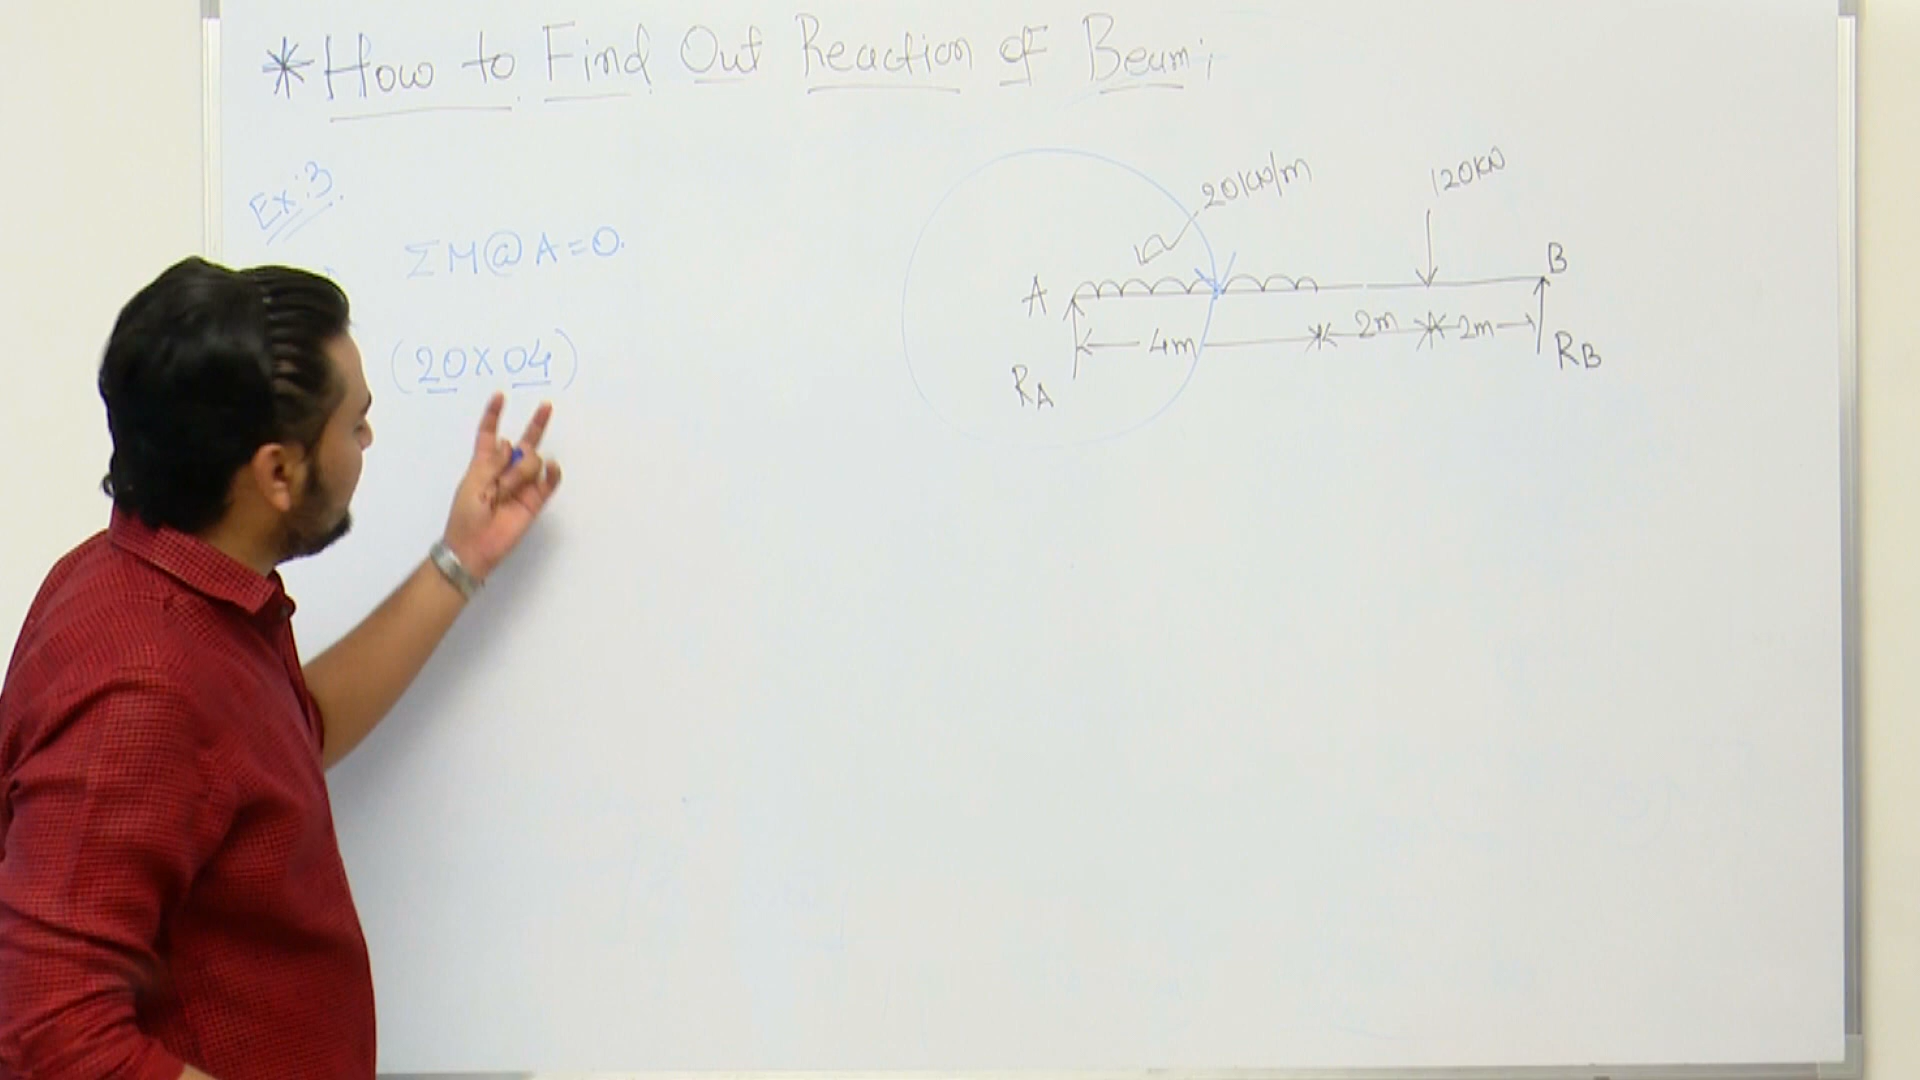 *How to Find Out Reaction of Beam:
Ex:3.
ΣM@A=0.
(20X04)
20KN/m
120KN
A
B
4m
2m
2m
RA
RB